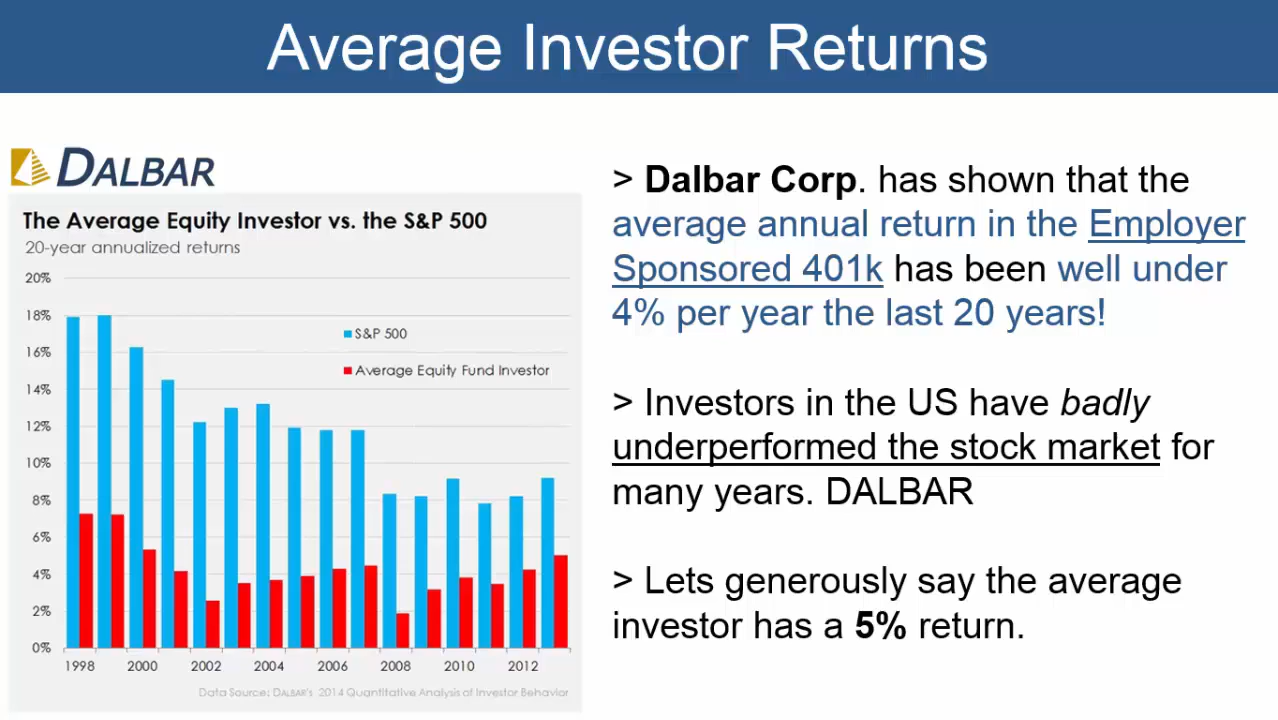 Average Investor Returns
DALBAR
The Average Equity Investor vs. the S&P 500
20-year annualized returns
20%
18%
16%
14%
12%
10%
8%
6%
4%
2%
0%
S&P 500
Average Equity Fund Investor
1998 2000 2002 2004 2006 2008 2010 2012
Data Source: DALBAR's 2014 Quantitative Analysis of Investor Behavior
> Dalbar Corp. has shown that the
average annual return in the Employer
Sponsored 401k has been well under
4% per year the last 20 years!
> Investors in the US have badly
underperformed the stock market for
many years. DALBAR
> Lets generously say the average
investor has a 5% return.